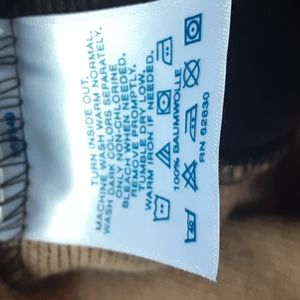 TURN INSIDE OUT.
MACHINE WASH WARM NORMAL.
WASH DARK COLORS SEPARATELY.
ONLY NON-CHLORINE
BLEACH WHEN NEEDED.
REMOVE PROMPTLY.
TUMBLE DRY LOW.
WARM IRON IF NEEDED.
100% BAUMWOLLE
RN 62830